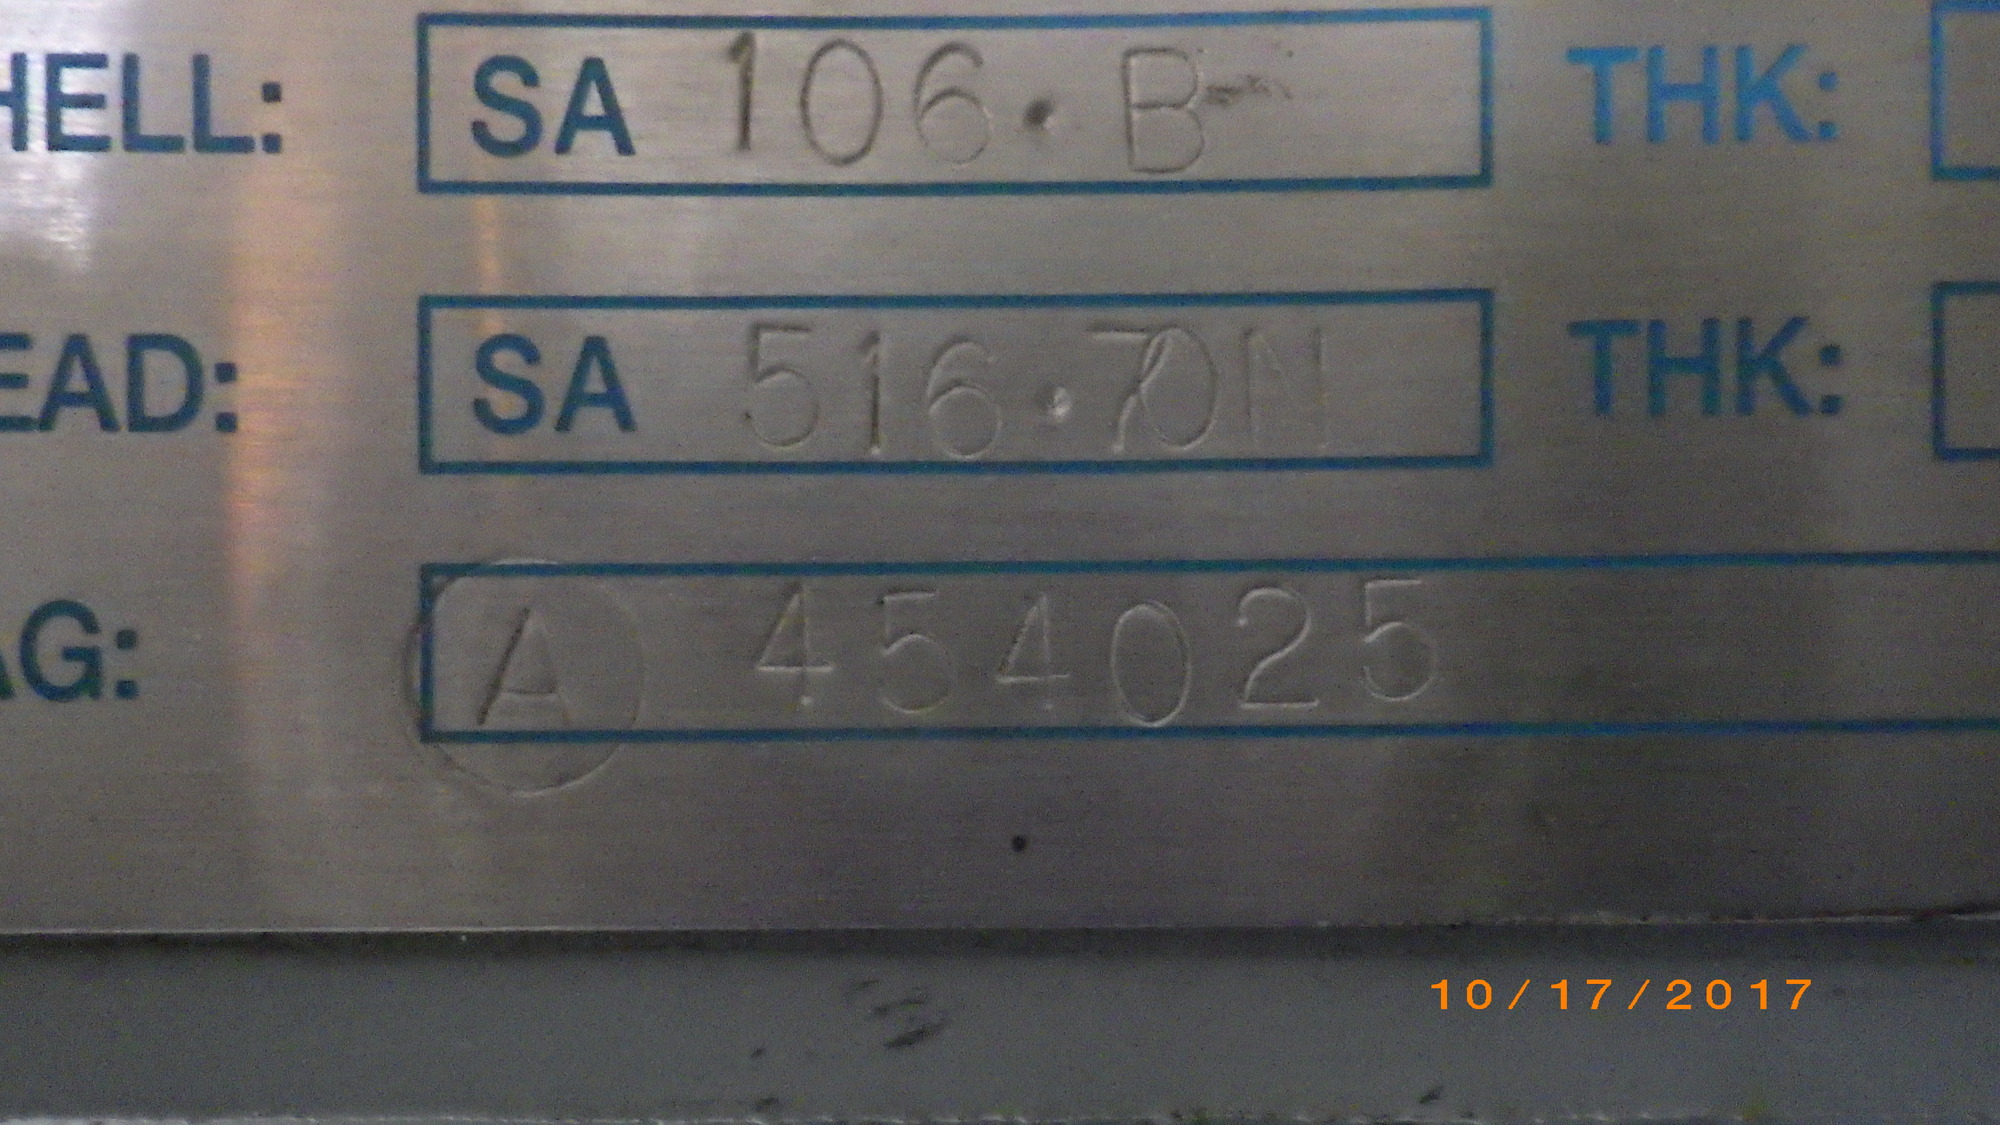 HELL: SA 106·B THK:
EAD: SA 516·70N THK:
AG: A 454025
10/17/2017